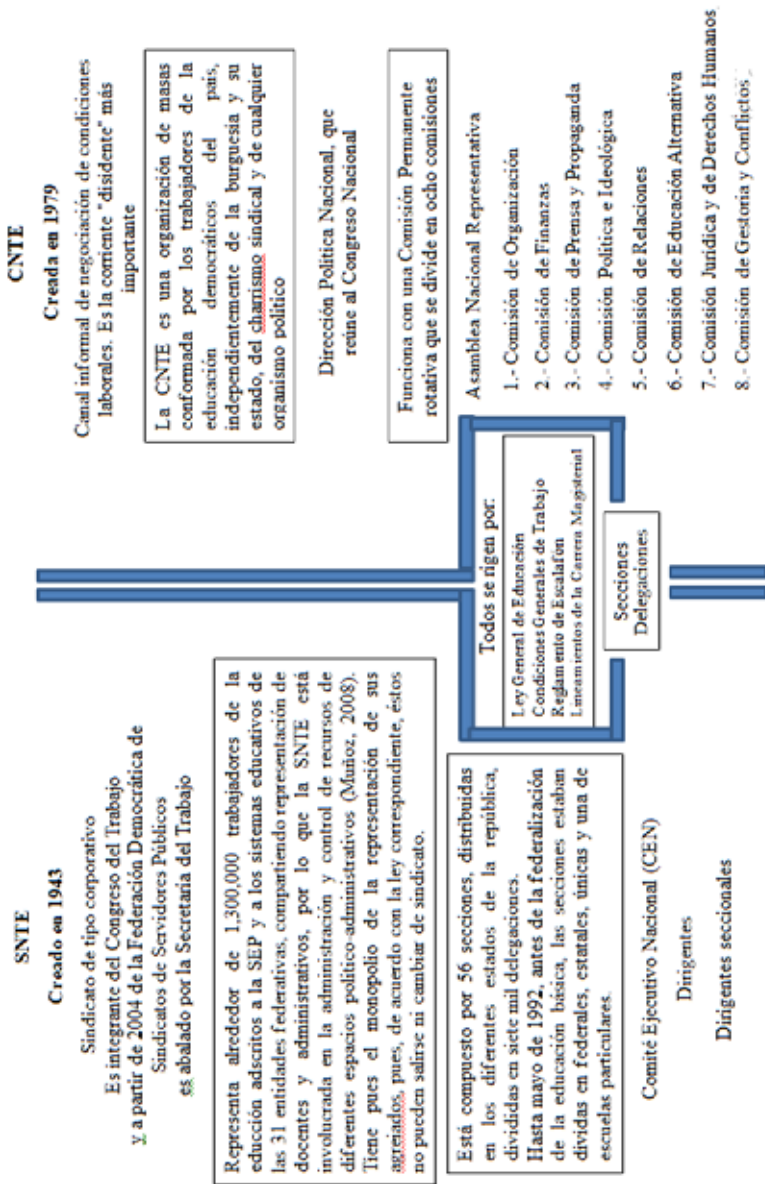 SNTE
Creado en 1943
Sindicato de tipo corporativo
Es integrante del Congreso del Trabajo
y a partir de 2004 de la Federación Democrática de
Sindicatos de Servidores Públicos
es abalado por la Secretaria del Trabajo
Representa alrededor de 1,300,000 trabajadores de la
educción adscritos a la SEP y a los sistemas educativos de
las 31 entidades federativas, compartiendo representación de
docentes y administrativos, por lo que la SNTE está
involucrada en la administración y control de recursos de
diferentes espacios político-administrativos (Muñoz, 2008).
Tiene pues el monopolio de la representación de sus
agreiados, pues, de acuerdo con la ley correspondiente, éstos
no pueden salirse ni cambiar de sindicato.
Está compuesto por 56 secciones, distribuidas
en los diferentes estados de la república,
divididas en siete mil delegaciones.
Hasta mayo de 1992, antes de la federalización
de la educación básica, las secciones estaban
dividas en federales, estatales, únicas y una de
escuelas particulares.
Comité Ejecutivo Nacional (CEN)
Dirigentes
Dirigentes seccionales
Todos se rigen por:
Ley General de Educación
Condiciones Generales de Trabajo
Reglamento de Escalafón
Lineamientos de la Carrera Magisterial
Secciones
Delegaciones
CNTE
Creada en 1979
Canal informal de negociación de condiciones
laborales. Es la corriente "disidente" más
importante
La CNTE es una organización de masas
conformada por los trabajadores de la
educación democráticos del país,
independientemente de la burguesía y su
estado, del charrismo sindical y de cualquier
organismo político
Dirección Política Nacional, que
reúne al Congreso Nacional
Funciona con una Comisión Permanente
rotativa que se divide en ocho comisiones
Asamblea Nacional Representativa
1.- Comisión de Organización
2.- Comisión de Finanzas
3.- Comisión de Prensa y Propaganda
4.- Comisión Política e Ideológica
5.- Comisión de Relaciones
6.- Comisión de Educación Alternativa
7.- Comisión Jurídica y de Derechos Humanos
8.- Comisión de Gestoría y Conflictos